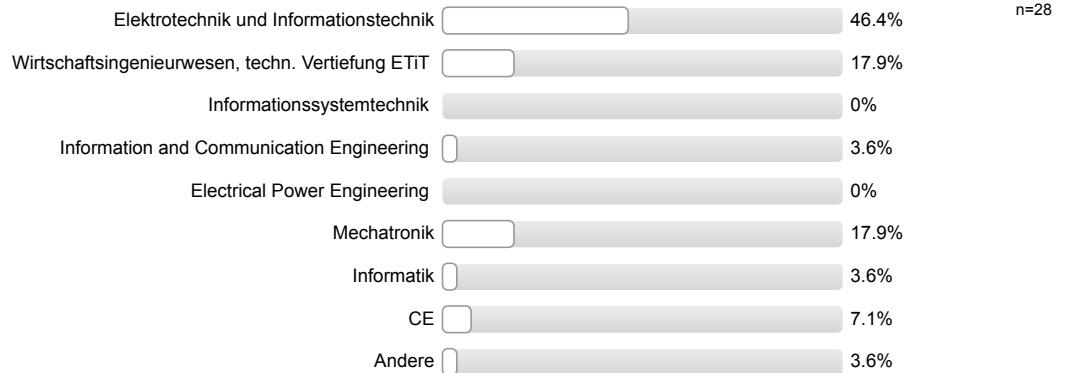 Elektrotechnik und Informationstechnik 46.4% n=28
Wirtschaftsingenieurwesen, techn. Vertiefung ETiT 17.9%
Informationssystemtechnik 0%
Information and Communication Engineering 3.6%
Electrical Power Engineering 0%
Mechatronik 17.9%
Informatik 3.6%
CE 7.1%
Andere 3.6%